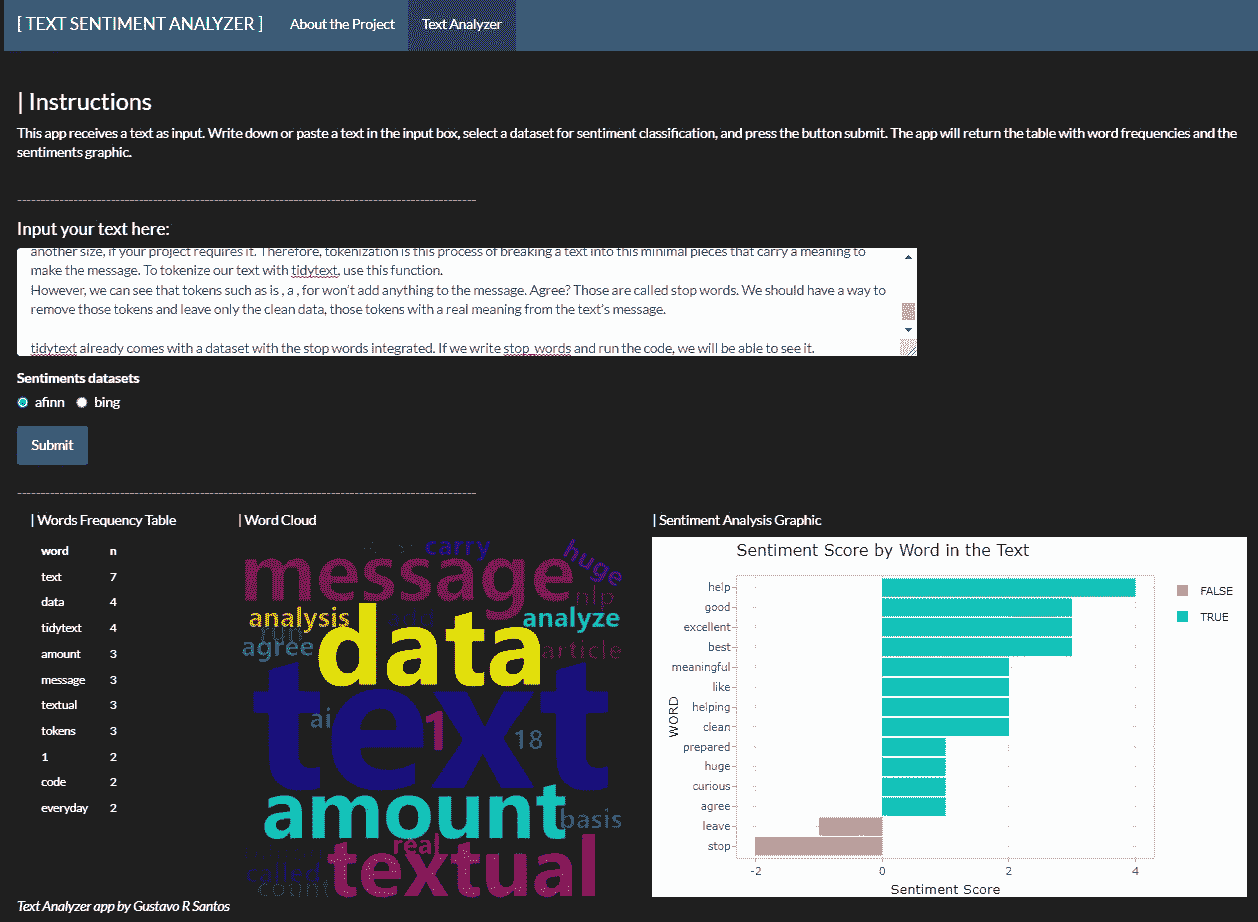 [ TEXT SENTIMENT ANALYZER ] About the Project Text Analyzer
| Instructions
This app receives a text as input. Write down or paste a text in the input box, select a dataset for sentiment classification, and press the button submit. The app will return the table with word frequencies and the
sentiments graphic.
Input your text here:
another size, if your project requires it. Therefore, tokenization is this process of breaking a text into this minimal pieces that carry a meaning to
make the message. To tokenize our text with tidytext, use this function.
However, we can see that tokens such as is , a , for won't add anything to the message. Agree? Those are called stop words. We should have a way to
remove those tokens and leave only the clean data, those tokens with a real meaning from the text's message.
tidytext already comes with a dataset with the stop words integrated. If we write stop_words and run the code, we will be able to see it.
Sentiments datasets
afinn bing
Submit
| Words Frequency Table
word n
text 7
data 4
tidytext 4
amount 3
message 3
textual 3
tokens 3
1 2
code 2
everyday 2
| Word Cloud
carry
huge
message
nlp
analysis
analyze
run
agree
data
article
text
ai
1
18
amount
basis
real
textual
called
count
| Sentiment Analysis Graphic
Sentiment Score by Word in the Text
help
good
excellent
best
meaningful
like
helping
clean
prepared
huge
curious
agree
leave
stop
WORD
-2 0 2 4
Sentiment Score
FALSE
TRUE
Text Analyzer app by Gustavo R Santos